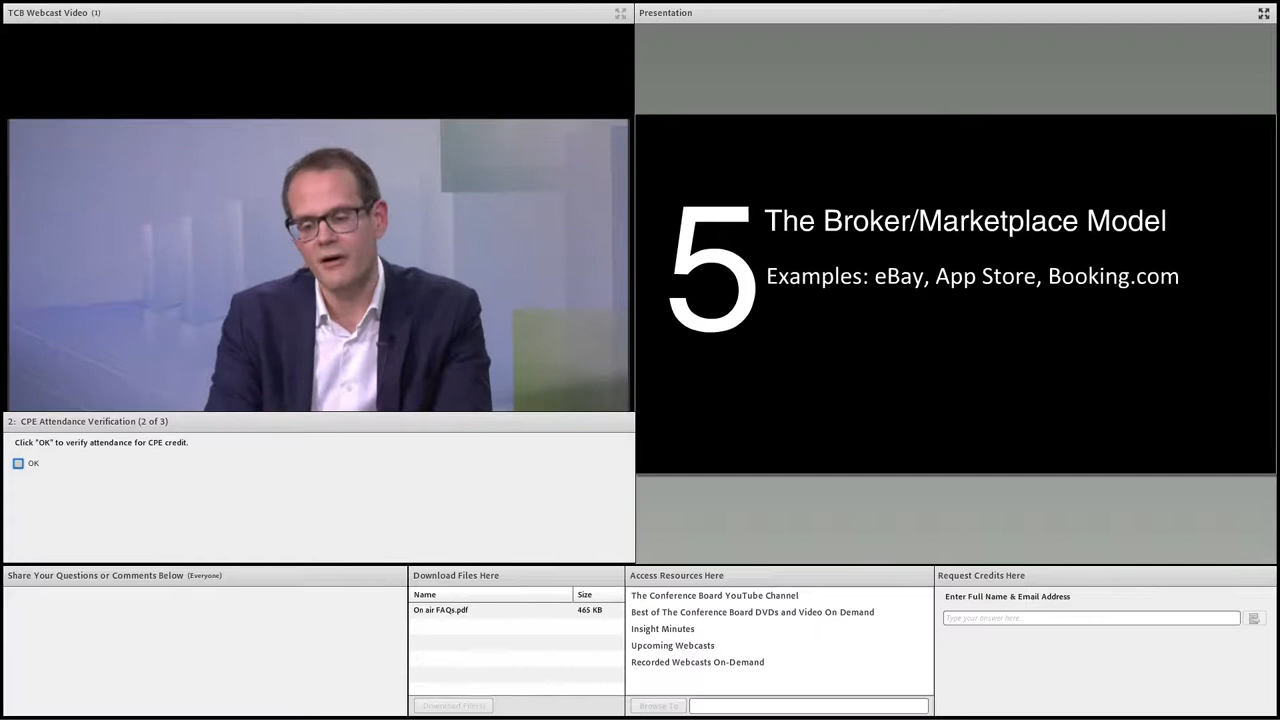 TCB Webcast Video (1)
Presentation
5
The Broker/Marketplace Model
Examples: eBay, App Store, Booking.com
2: CPE Attendance Verification (2 of 3)
Click "OK" to verify attendance for CPE credit.
OK
Share Your Questions or Comments Below (Everyone)
Download Files Here
Name Size
On air FAQs.pdf 465 KB
Download File(s)
Access Resources Here
The Conference Board YouTube Channel
Best of The Conference Board DVDs and Video On Demand
Insight Minutes
Upcoming Webcasts
Recorded Webcasts On-Demand
Browse To
Request Credits Here
Enter Full Name & Email Address
Type your answer here...